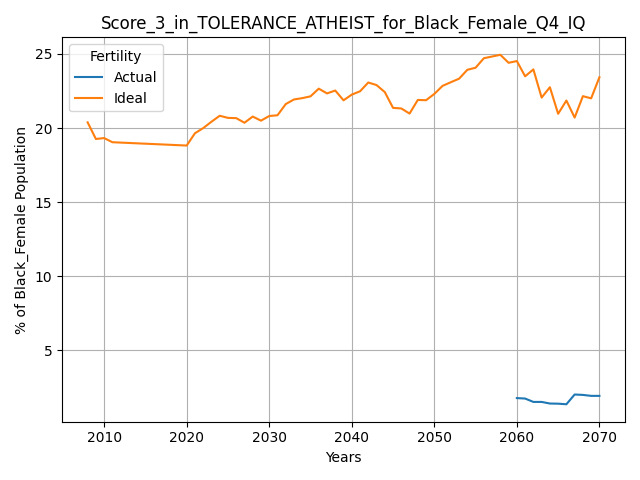 Score_3_in_TOLERANCE_ATHEIST_for_Black_Female_Q4_IQ
Fertility
Actual
Ideal
% of Black_Female Population
25
20
15
10
5
2010 2020 2030 2040 2050 2060 2070
Years